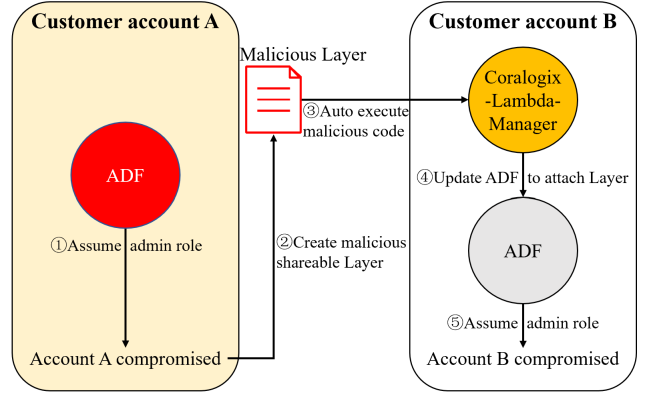 Customer account A
ADF
①Assume admin role
Account A compromised
②Create malicious
shareable Layer
Malicious Layer
③Auto execute
malicious code
Customer account B
Coralogix
-Lambda-
Manager
④Update ADF to attach Layer
ADF
⑤Assume admin role
Account B compromised